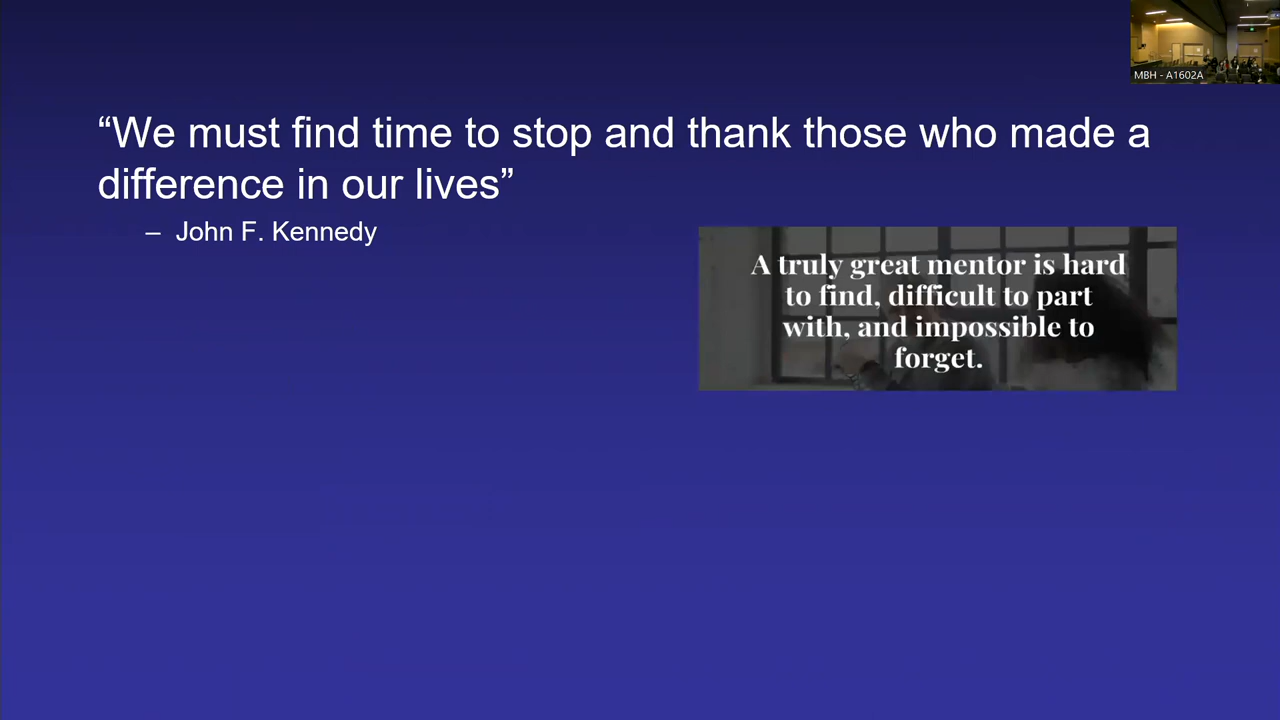 MBH - A1602A
“We must find time to stop and thank those who made a
difference in our lives”
– John F. Kennedy
A truly great mentor is hard
to find, difficult to part
with, and impossible to
forget.